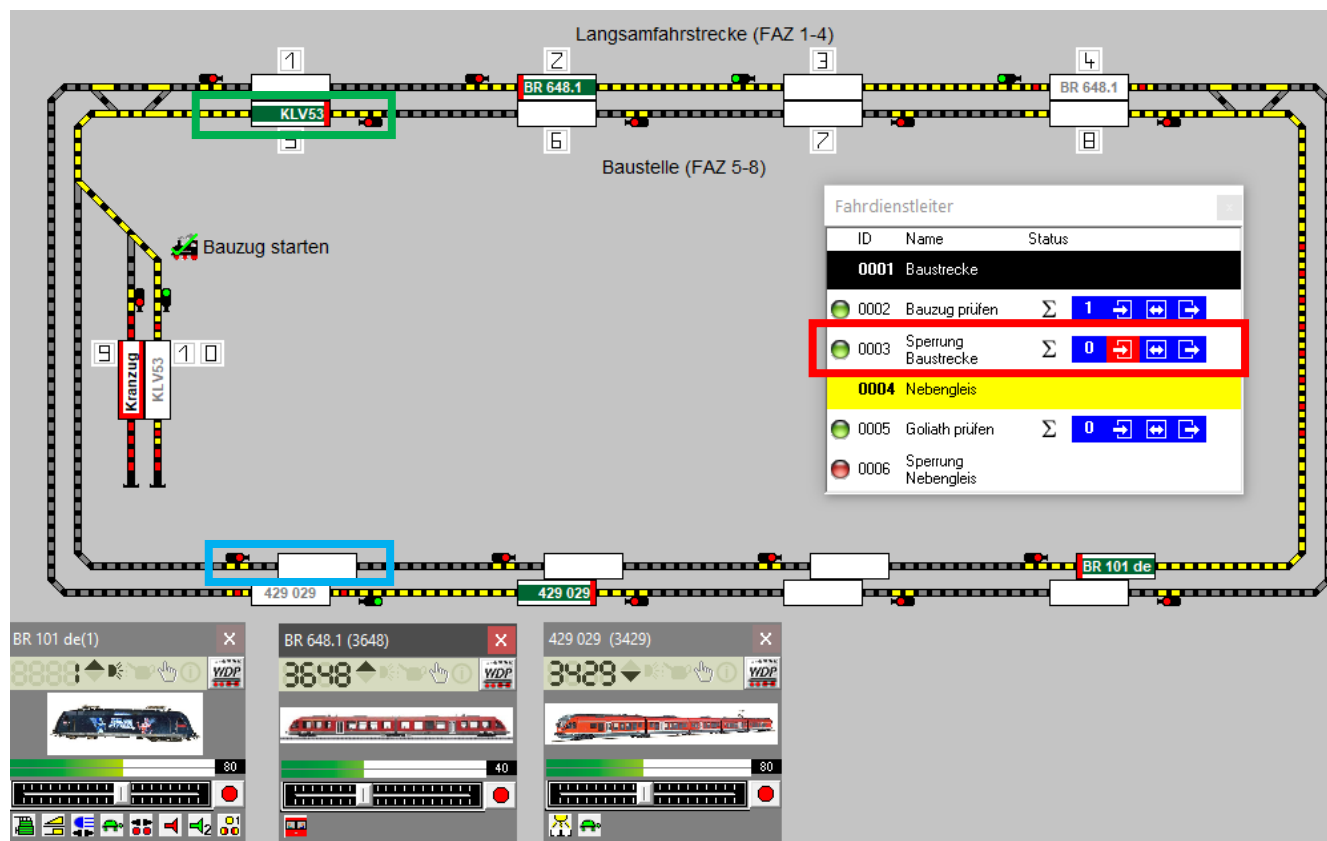 Langsamfahrstrecke (FAZ 1-4)
1
2
3
4
BR 648.1
BR 648.1
KLV53
5
6
7
8
Baustelle (FAZ 5-8)
Fahrdienstleiter
ID Name Status
0001 Baustrecke
0002 Bauzug prüfen Σ 1
0003 Sperrung
Baustrecke Σ 0
0004 Nebengleis
0005 Goliath prüfen Σ 0
0006 Sperrung
Nebengleis
Bauzug starten
9
10
Kranzug
KLV53
BR 101 de
429 029
429 029
BR 101 de(1)
1
WDP
80
BR 648.1 (3648)
3648
WDP
40
429 029 (3429)
3429
WDP
80